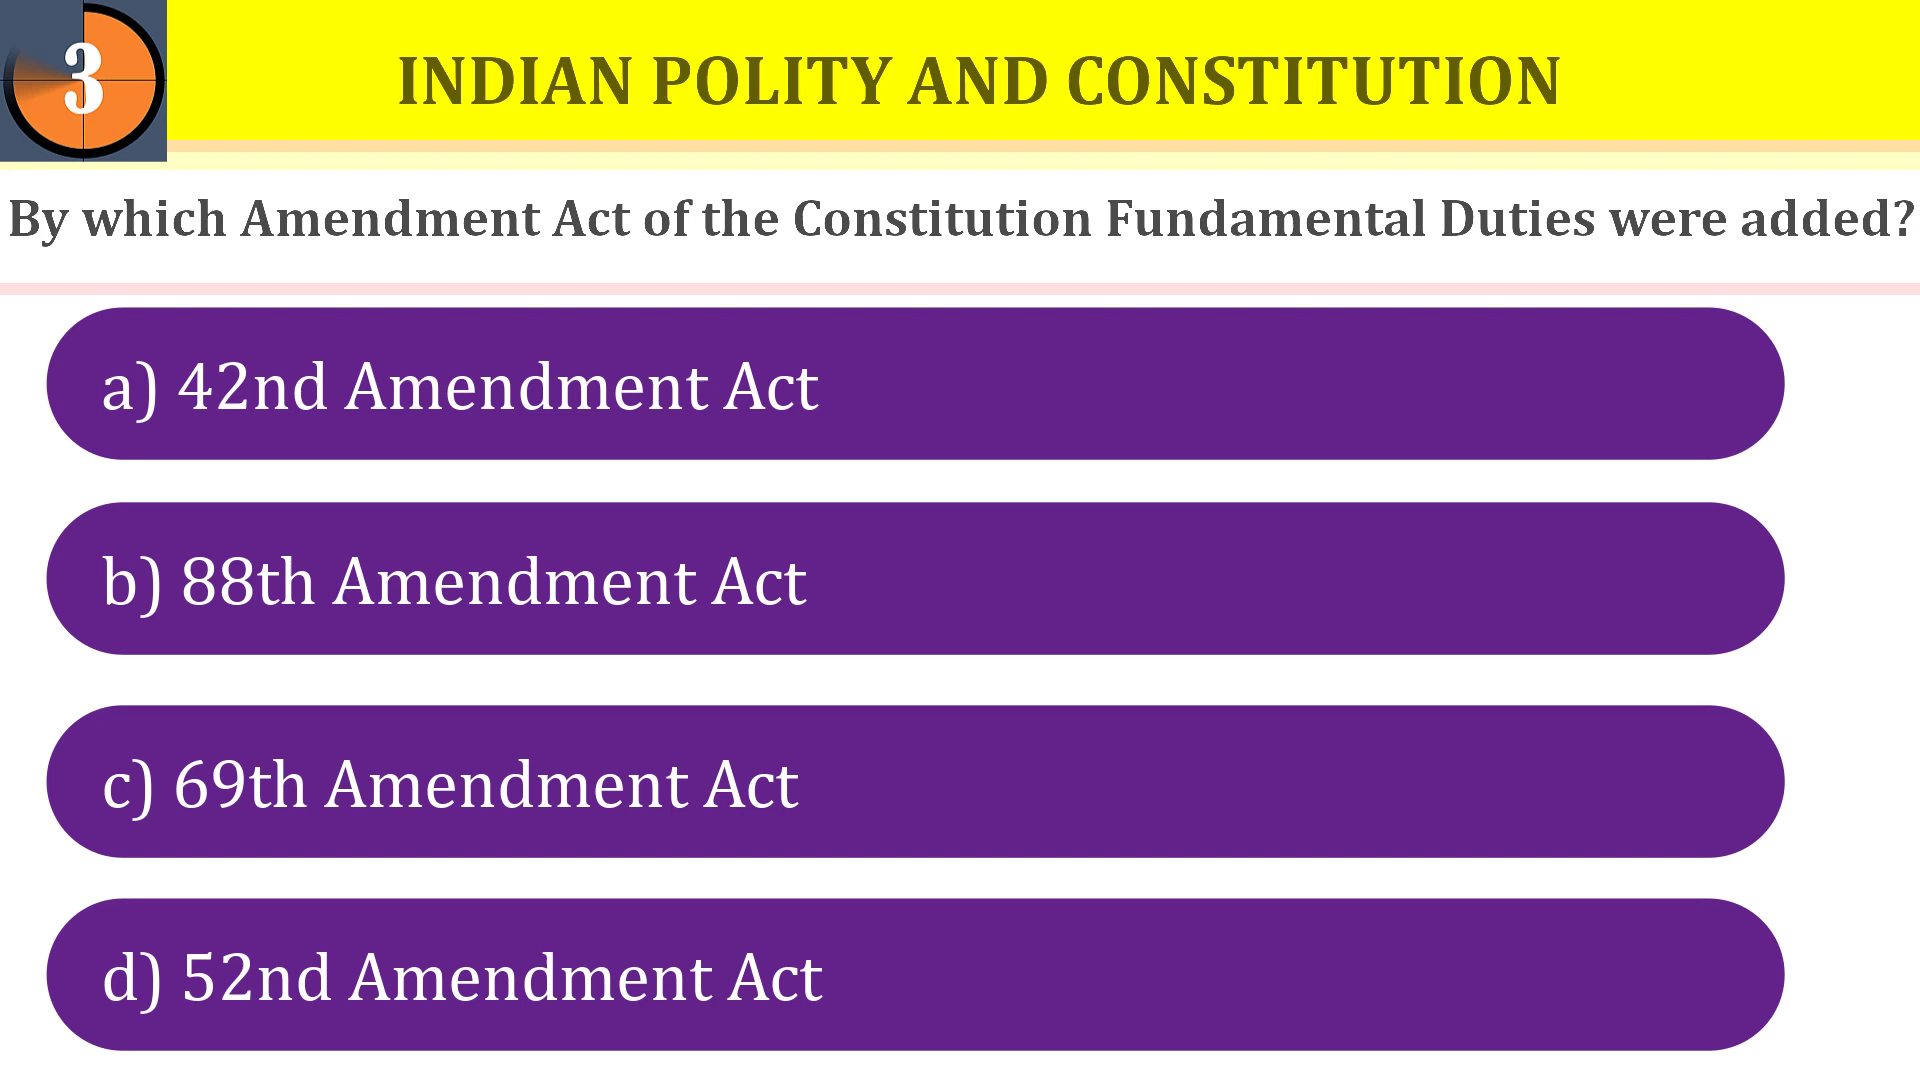 3
INDIAN POLITY AND CONSTITUTION
By which Amendment Act of the Constitution Fundamental Duties were added?
a) 42nd Amendment Act
b) 88th Amendment Act
c) 69th Amendment Act
d) 52nd Amendment Act